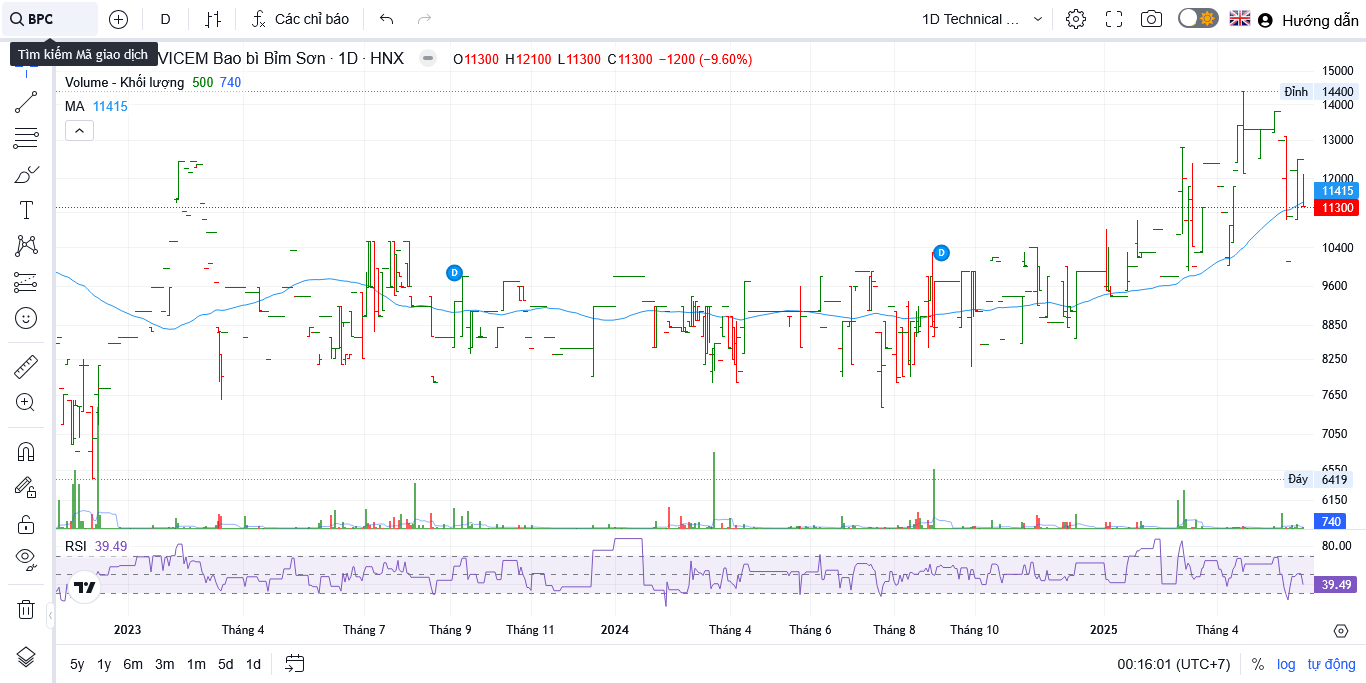 BPC D Các chỉ báo 1D Technical ... Hướng dẫn
Tìm kiếm Mã giao dịch VICEM Bao bì Bỉm Sơn · 1D · HNX O11300 H12100 L11300 C11300 −1200 (−9.60%)
Volume - Khối lượng 500 740
MA 11415
15000
Đỉnh 14400
14000
13000
12000
11415
11300
10400
D
D
9600
8850
8250
7650
7050
6550
Đáy 6419
6150
740
RSI 39.49
80.00
39.49
2023 Tháng 4 Tháng 7 Tháng 9 Tháng 11 2024 Tháng 4 Tháng 6 Tháng 8 Tháng 10 2025 Tháng 4
5y 1y 6m 3m 1m 5d 1d 00:16:01 (UTC+7) % log tự động